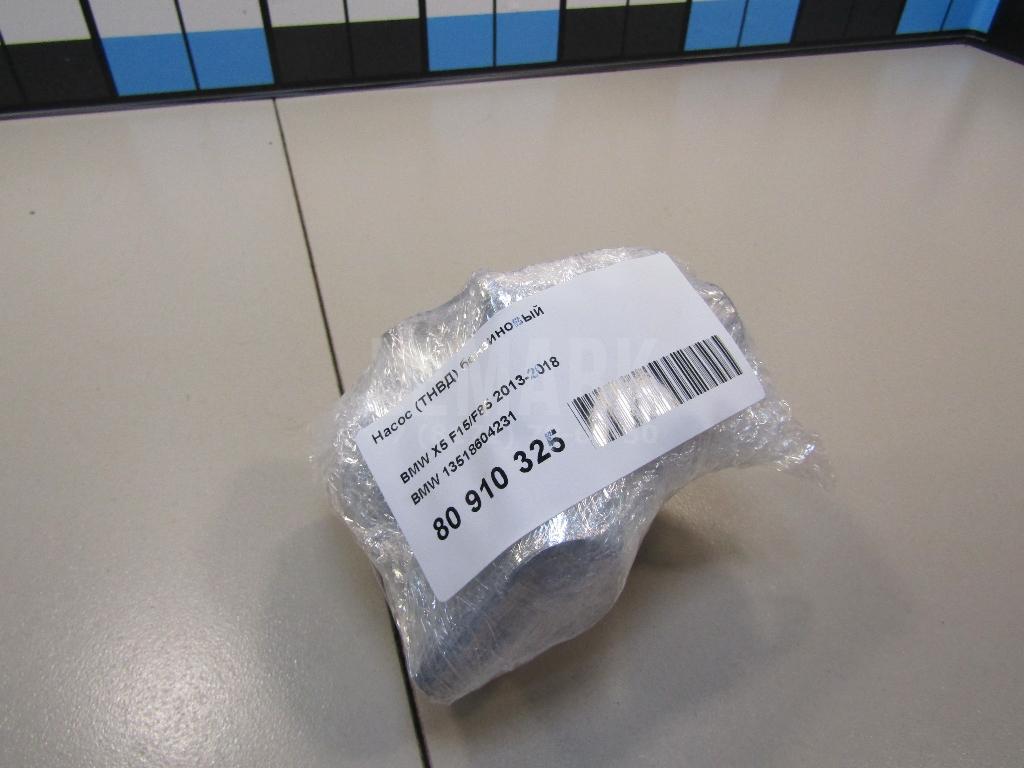 Насос (ТНВД) бензиновый
BMW X5 F15/F85 2013-2018
BMW 13518604231
80 910 325